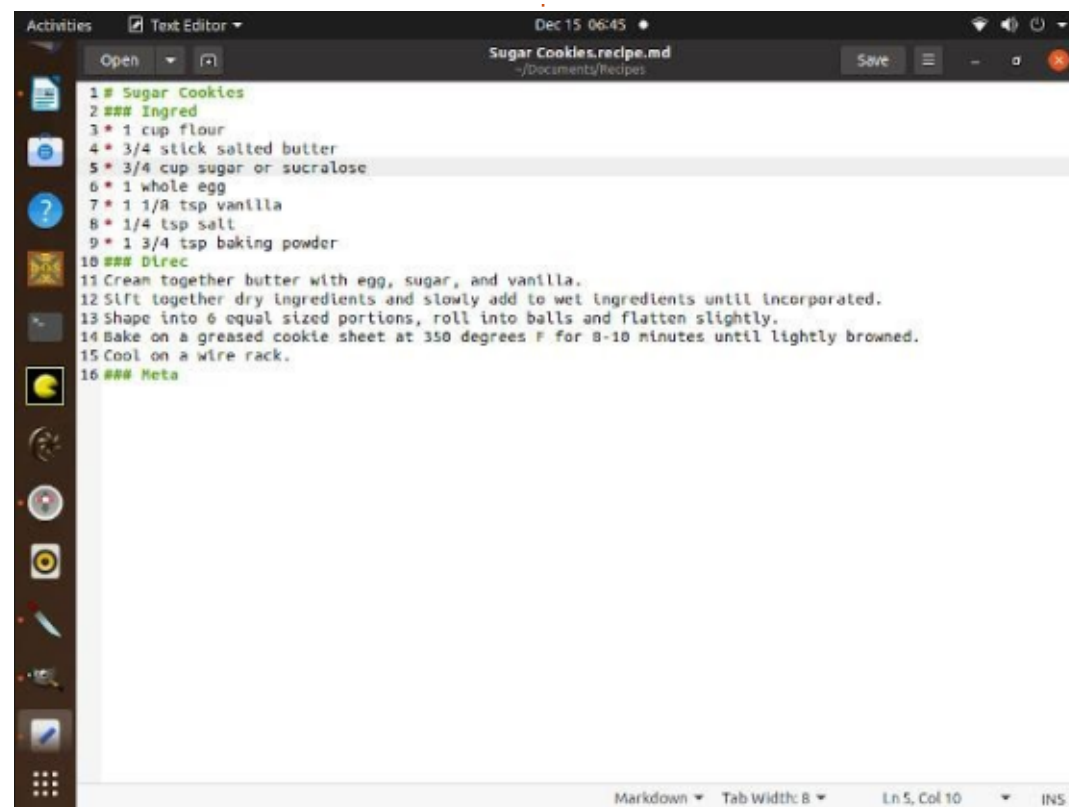 Activities Text Editor Dec 15 06:45
Open Sugar Cookies.recipe.md Save
~/Documents/Recipes
1 # Sugar Cookies
2 ### Ingred
3 * 1 cup flour
4 * 3/4 stick salted butter
5 * 3/4 cup sugar or sucralose
6 * 1 whole egg
7 * 1 1/8 tsp vanilla
8 * 1/4 tsp salt
9 * 1 3/4 tsp baking powder
10 ### Direc
11 Cream together butter with egg, sugar, and vanilla.
12 Sift together dry ingredients and slowly add to wet ingredients until incorporated.
13 Shape into 6 equal sized portions, roll into balls and flatten slightly.
14 Bake on a greased cookie sheet at 350 degrees F for 8-10 minutes until lightly browned.
15 Cool on a wire rack.
16 ### Meta
Markdown Tab Width: 8 Ln 5, Col 10 INS